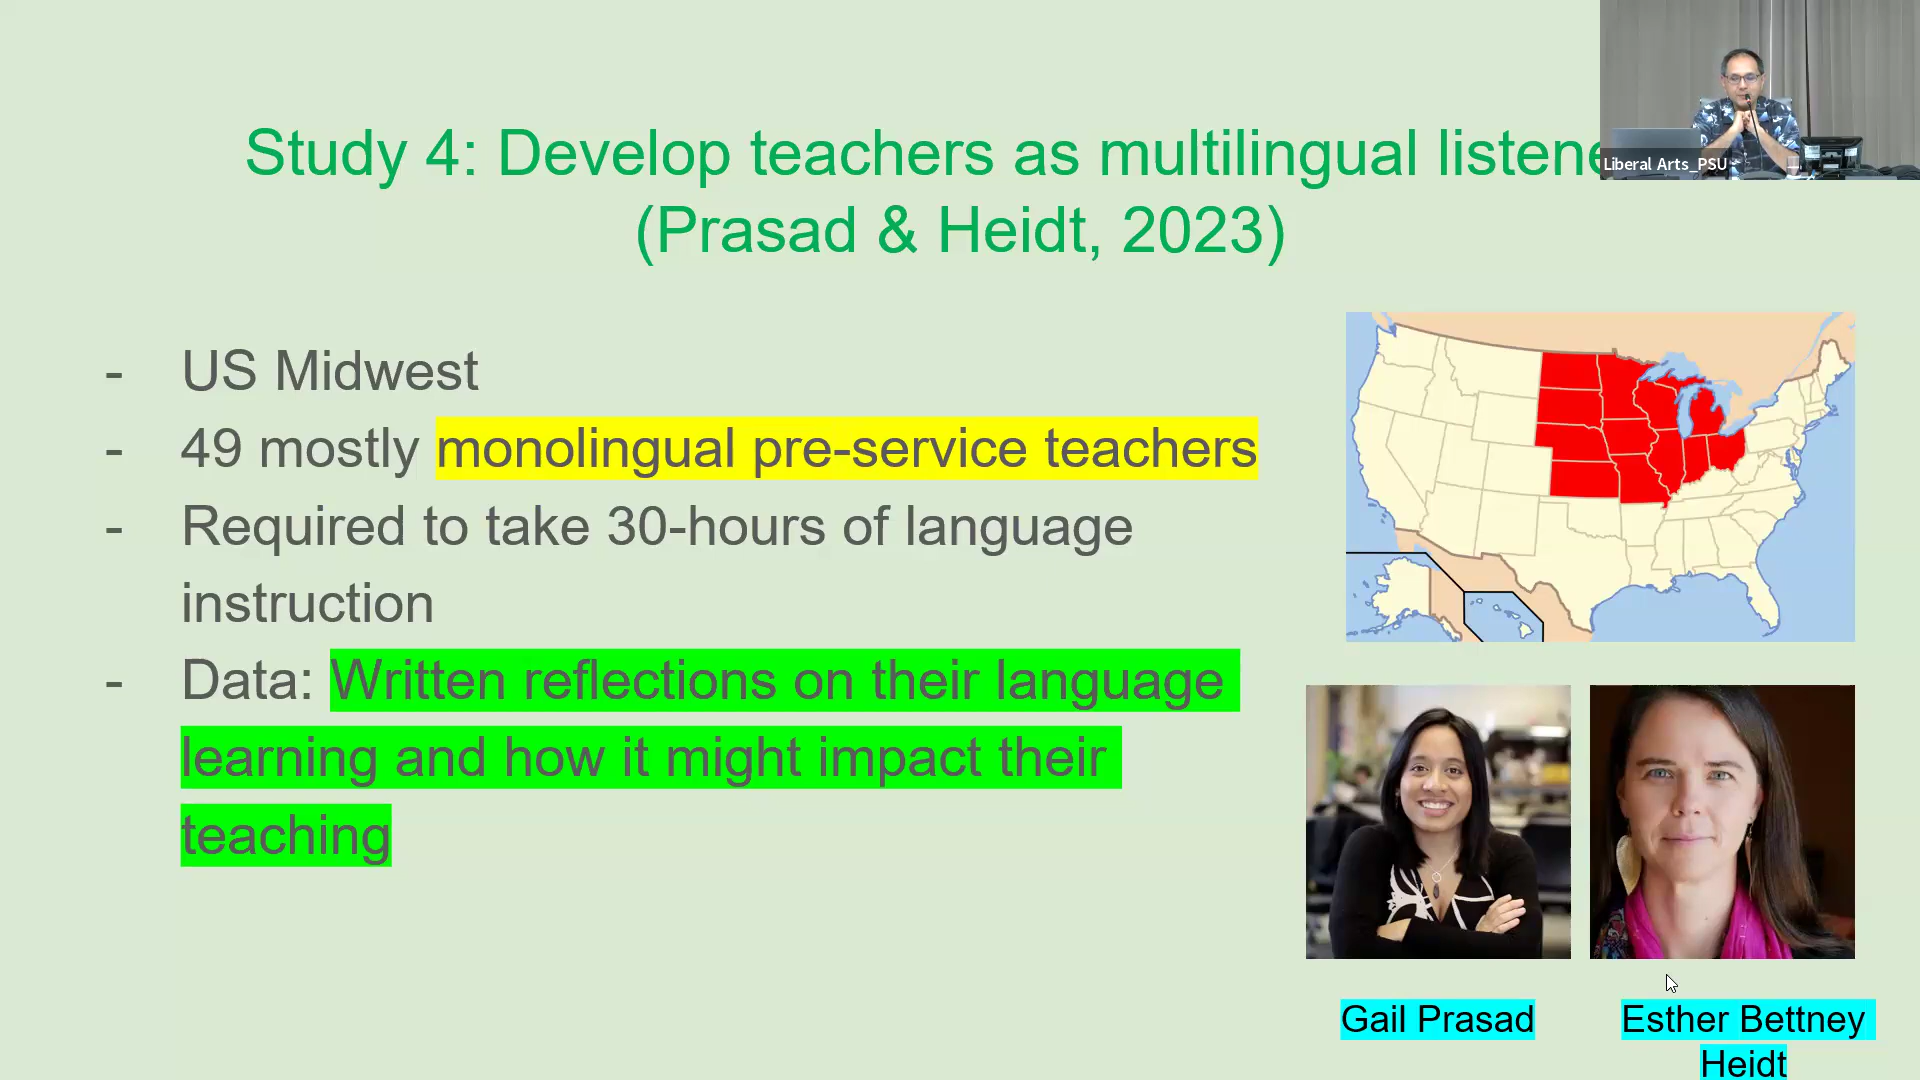 Study 4: Develop teachers as multilingual listene
(Prasad & Heidt, 2023)
Liberal Arts_PSU
- US Midwest
- 49 mostly monolingual pre-service teachers
- Required to take 30-hours of language
instruction
- Data: Written reflections on their language
learning and how it might impact their
teaching
Gail Prasad
Esther Bettney
Heidt